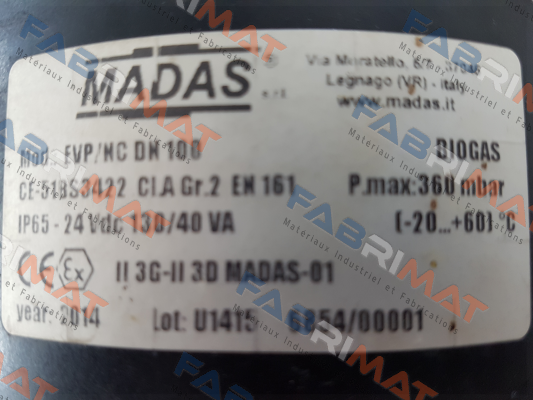 MADAS s.r.l.
Via Moratello, 37045
Legnago (VR) - Italy
www.madas.it
Mod. EVP/NC DN 100 BIOGAS
CE-51BS3422 Cl.A Gr.2 EN 161 P.max: 360 mbar
IP65 - 24 Vdc 130/40 VA (-20...+60) °C
CE Ex II 3G-II 3D MADAS-01
year: 2014 Lot: U1415 6854/00001
FABRIMAT
Materiaux Industriel et Fabrications